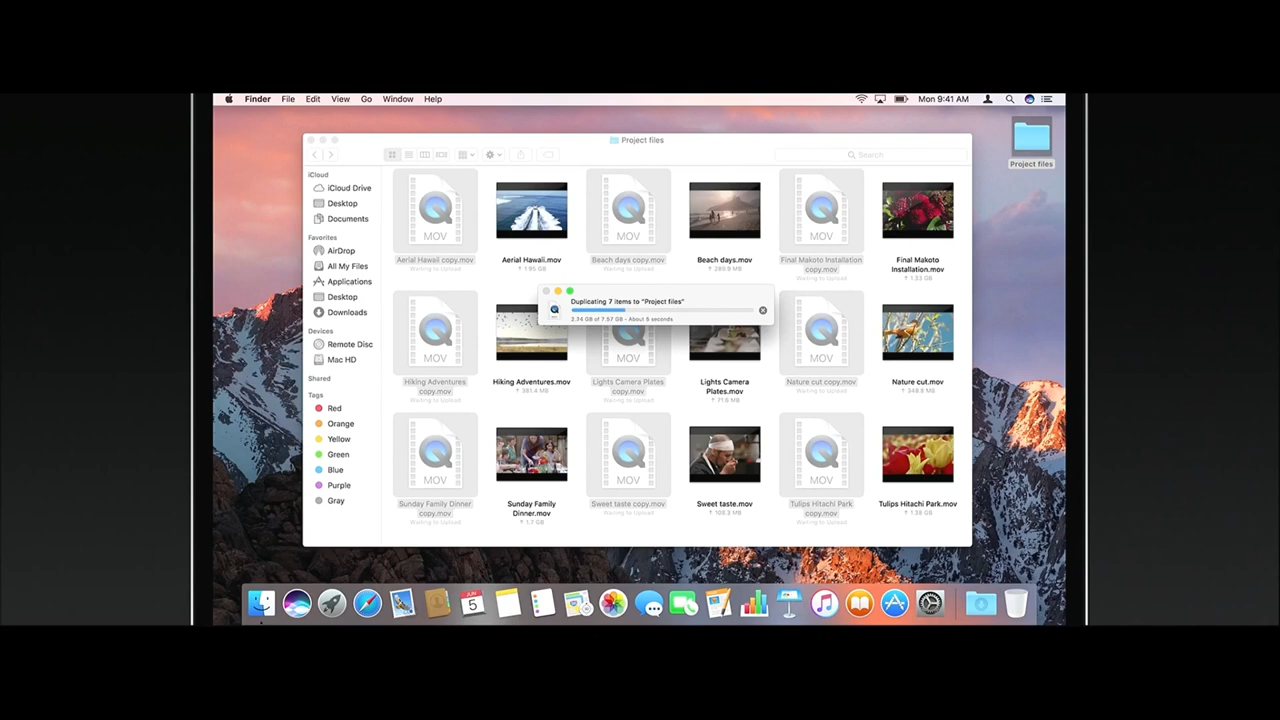 Finder File Edit View Go Window Help Mon 9:41 AM
Project files
Search
Project files
iCloud
iCloud Drive
Desktop
Documents
Favorites
AirDrop
All My Files
Applications
Desktop
Downloads
Devices
Remote Disc
Mac HD
Shared
Tags
Red
Orange
Yellow
Green
Blue
Purple
Gray
MOV MOV MOV
Aerial Hawaii copy.mov Aerial Hawaii.mov Beach days copy.mov Beach days.mov Final Makoto Installation Final Makoto
Waiting to Upload 1.95 GB Waiting to Upload 289.9 MB copy.mov Installation.mov
Waiting to Upload 1.33 GB
Duplicating 7 items to "Project files"
2.74 GB of 7.57 GB - About 5 seconds
MOV MOV MOV
Hiking Adventures Hiking Adventures.mov Lights Camera Plates Lights Camera Nature cut copy.mov Nature cut.mov
copy.mov 381.4 MB copy.mov Plates.mov Waiting to Upload 348.8 MB
Waiting to Upload Waiting to Upload 71.6 MB
MOV MOV MOV
Sunday Family Dinner Sunday Family Sweet taste copy.mov Sweet taste.mov Tulips Hitachi Park Tulips Hitachi Park.mov
copy.mov Dinner.mov Waiting to Upload 108.3 MB copy.mov 1.38 GB
Waiting to Upload 1.7 GB Waiting to Upload
JUN
5